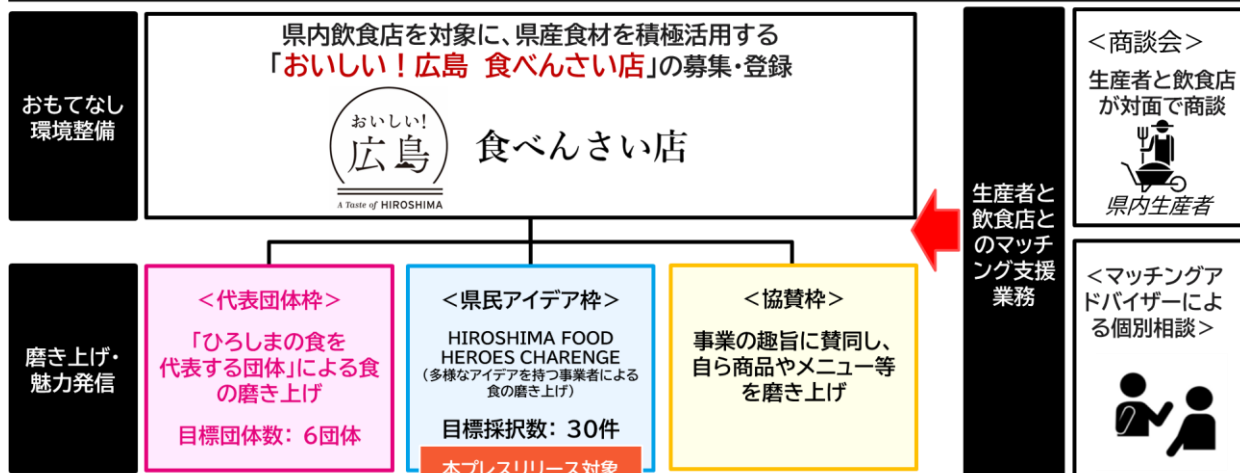 おもてなし
環境整備
県内飲食店を対象に、県産食材を積極活用する
「おいしい！広島 食べんさい店」の募集・登録
おいしい!
広島
A Taste of HIROSHIMA
食べんさい店
磨き上げ・
魅力発信
＜代表団体枠＞
「ひろしまの食を
代表する団体」による食
の磨き上げ
目標団体数：6団体
＜県民アイデア枠＞
HIROSHIMA FOOD
HEROES CHARENGE
（多様なアイデアを持つ事業者による
食の磨き上げ）
目標採択数：30件
本プレスリリース対象
＜協賛枠＞
事業の趣旨に賛同し、
自ら商品やメニュー等
を磨き上げ
生産者と
飲食店と
のマッチ
ング支援
業務
＜商談会＞
生産者と飲食店
が対面で商談
県内生産者
＜マッチングア
ドバイザーによ
る個別相談＞